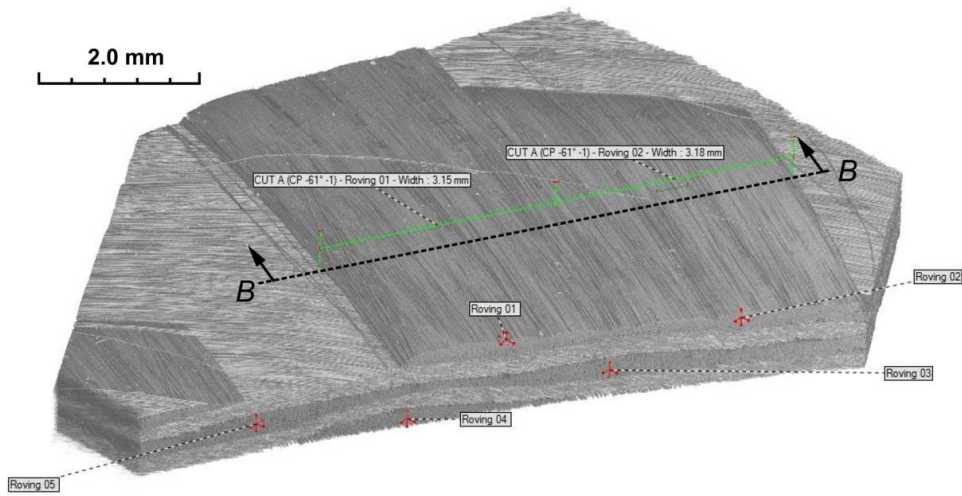 2.0 mm
CUT A (CP -61° -1) - Roving 02 - Width : 3.18 mm
CUT A (CP -61° -1) - Roving 01 - Width : 3.15 mm
B
B
Roving 02
Roving 01
Roving 03
Roving 04
Roving 05